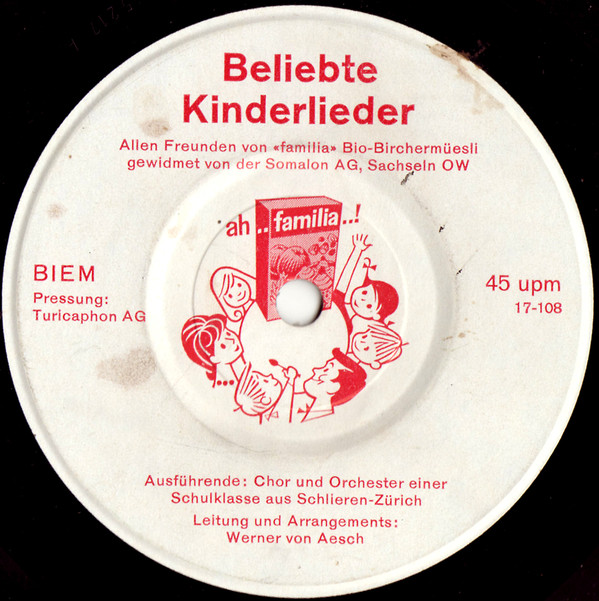 Beliebte
Kinderlieder
Allen Freunden von «familia» Bio-Birchermüesli
gewidmet von der Somalon AG, Sachseln OW
ah .. familia ..!
BIEM
Pressung:
Turicaphon AG
45 upm
17-108
Ausführende: Chor und Orchester einer
Schulklasse aus Schlieren-Zürich
Leitung und Arrangements:
Werner von Aesch